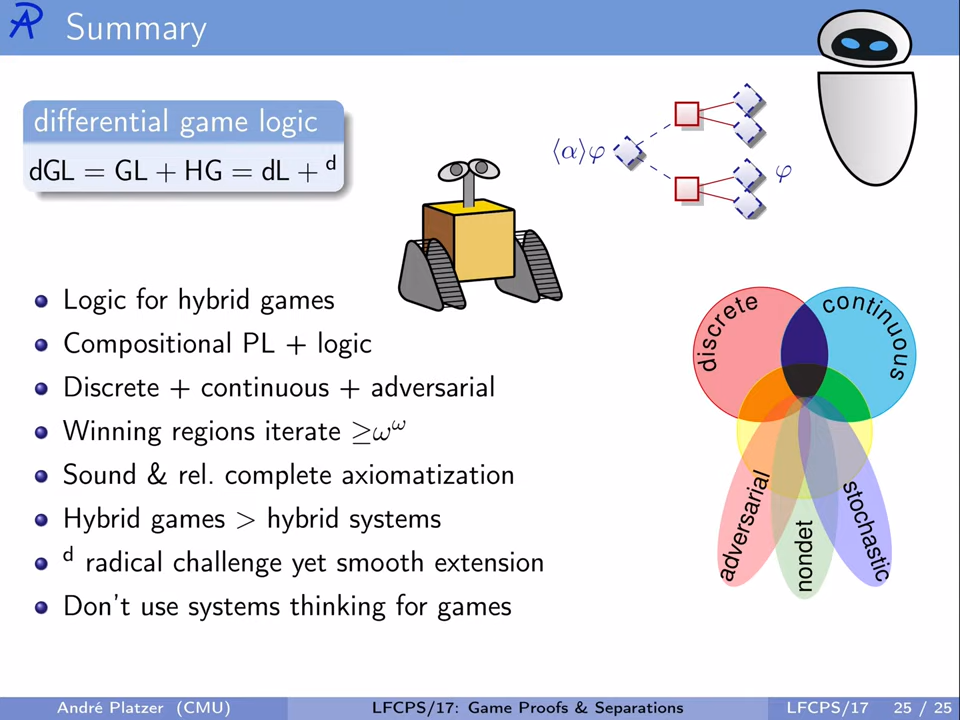 Summary
differential game logic
dGL = GL + HG = dL + ᵈ
⟨α⟩φ
φ
Logic for hybrid games
Compositional PL + logic
Discrete + continuous + adversarial
Winning regions iterate ≥ω^ω
Sound & rel. complete axiomatization
Hybrid games > hybrid systems
ᵈ radical challenge yet smooth extension
Don't use systems thinking for games
discrete
continuous
adversarial
nondet
stochastic
André Platzer (CMU)
LFCPS/17: Game Proofs & Separations
LFCPS/17
25 / 25